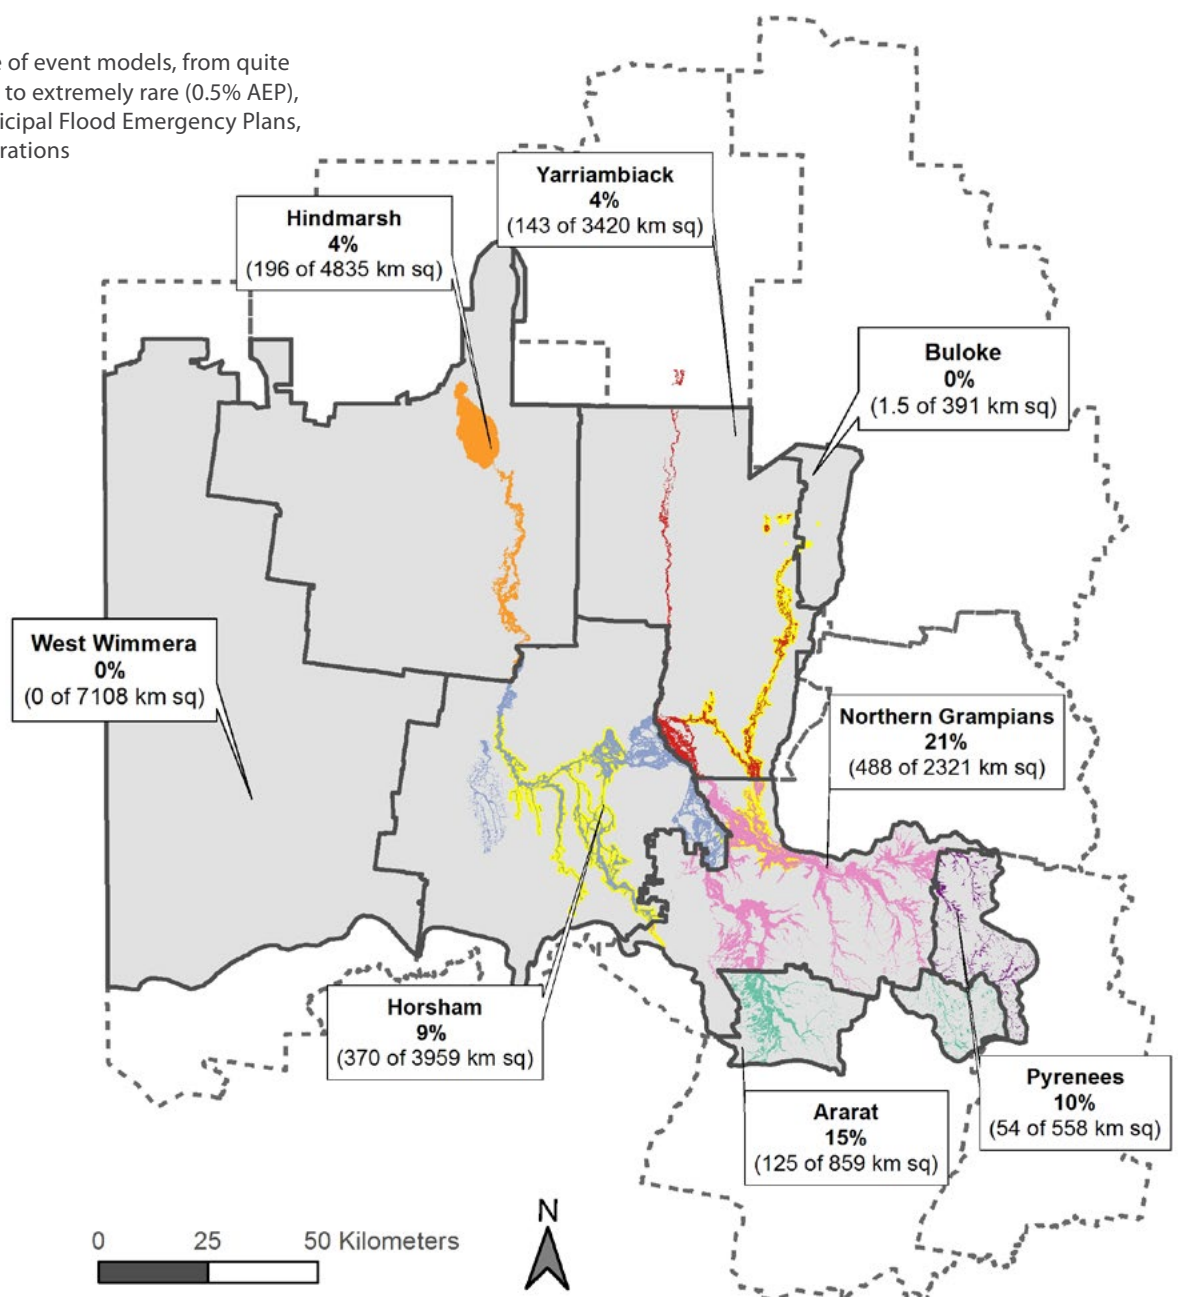 of event models, from quite
to extremely rare (0.5% AEP),
icipal Flood Emergency Plans,
rations
Yarriambiack
4%
(143 of 3420 km sq)
Hindmarsh
4%
(196 of 4835 km sq)
Buloke
0%
(1.5 of 391 km sq)
West Wimmera
0%
(0 of 7108 km sq)
Northern Grampians
21%
(488 of 2321 km sq)
Horsham
9%
(370 of 3959 km sq)
Pyrenees
10%
(54 of 558 km sq)
Ararat
15%
(125 of 859 km sq)
N
0 25 50 Kilometers